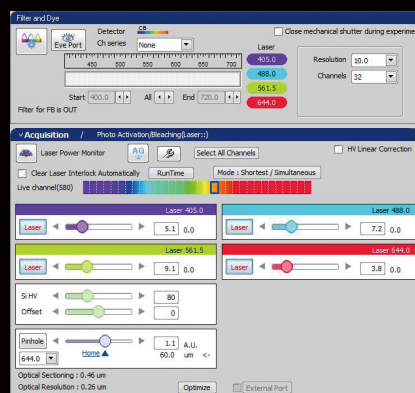 Filter and Dye
Eye Port
Detector
CB
Ch series
None
Close mechanical shutter during experime
Laser
405.0
488.0
561.5
644.0
450 500 550 600 650 700
Start 400.0 All End 720.0
Filter for FB is OUT
Resolution 10.0
Channels 32
Acquisition / Photo Activation/Bleaching(Laser::) /
Laser Power Monitor
AG
Select All Channels
HV Linear Correction
Clear Laser Interlock Automatically RunTime Mode : Shortest / Simultaneous
Live channel(580)
Laser 405.0
Laser 5.1 0.0
Laser 488.0
Laser 7.2 0.0
Laser 561.5
Laser 9.1 0.0
Laser 644.0
Laser 3.8 0.0
Si HV 80
Offset 0
Pinhole 1.1 A.U.
644.0 Home 60.0 um <-
Optical Sectioning : 0.46 um
Optical Resolution : 0.26 um
Optimize
External Port